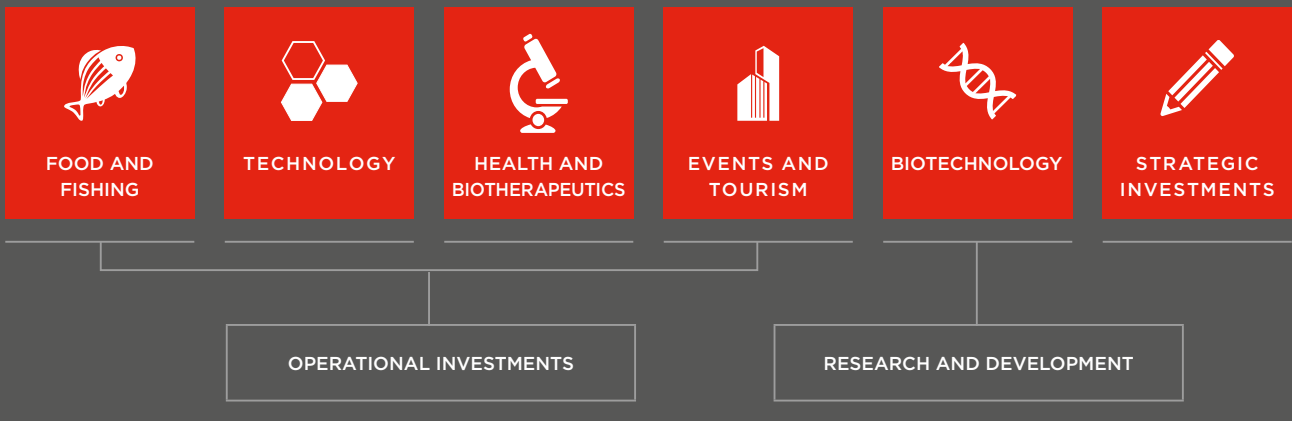 FOOD AND
FISHING
TECHNOLOGY
HEALTH AND
BIOTHERAPEUTICS
EVENTS AND
TOURISM
BIOTECHNOLOGY
STRATEGIC
INVESTMENTS
OPERATIONAL INVESTMENTS
RESEARCH AND DEVELOPMENT